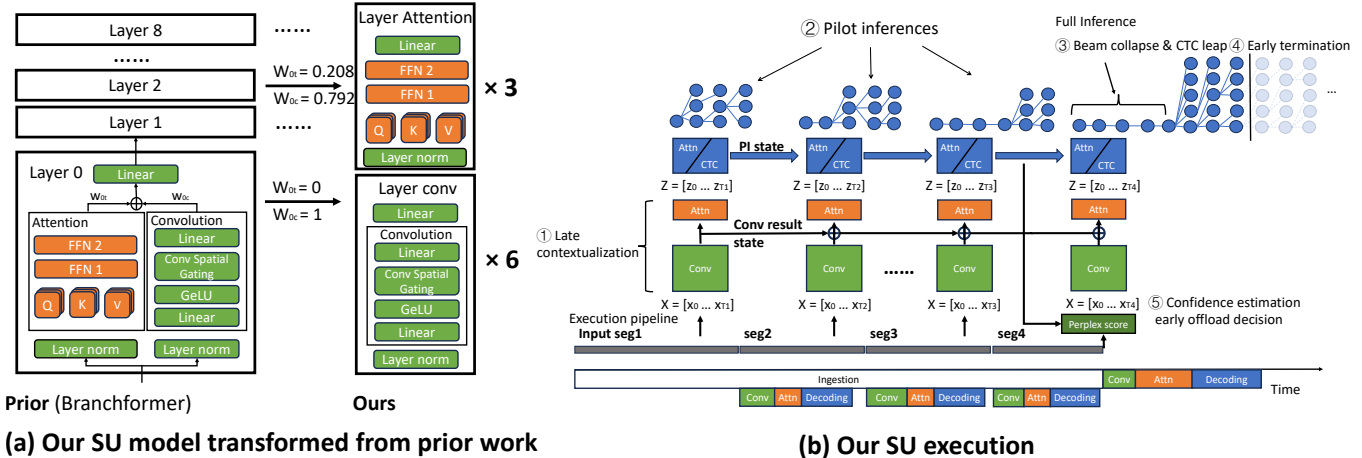 Layer 8
……
……
Layer 2
Layer 1
……
Layer 0
Linear
W0t
W0c
Attention
FFN 2
FFN 1
Q
K
V
Convolution
Linear
Conv Spatial
Gating
GeLU
Linear
Layer norm
Layer norm
W0t = 0.208
W0c = 0.792
W0t = 0
W0c = 1
Layer Attention
Linear
FFN 2
FFN 1
Q
K
V
Layer norm
× 3
Layer conv
Linear
Convolution
Linear
Conv Spatial
Gating
GeLU
Linear
Layer norm
× 6
Prior (Branchformer)
Ours
(a) Our SU model transformed from prior work
② Pilot inferences
Full Inference
③ Beam collapse & CTC leap
④ Early termination
...
Attn
CTC
PI state
Attn
CTC
Attn
CTC
Attn
CTC
Z = [z0 ... zT1]
Z = [z0 ... zT2]
Z = [z0 ... zT3]
Z = [z0 ... zT4]
① Late
contextualization
Attn
Attn
Attn
Attn
Conv result
state
Conv
Conv
……
Conv
Conv
X = [x0 ... xT1]
X = [x0 ... xT2]
X = [x0 ... xT3]
X = [x0 ... xT4]
⑤ Confidence estimation
early offload decision
Perplex score
Execution pipeline
Input seg1
seg2
seg3
seg4
Ingestion
Conv
Attn
Decoding
Time
Conv
Attn
Decoding
Conv
Attn
Decoding
Conv
Attn
Decoding
(b) Our SU execution